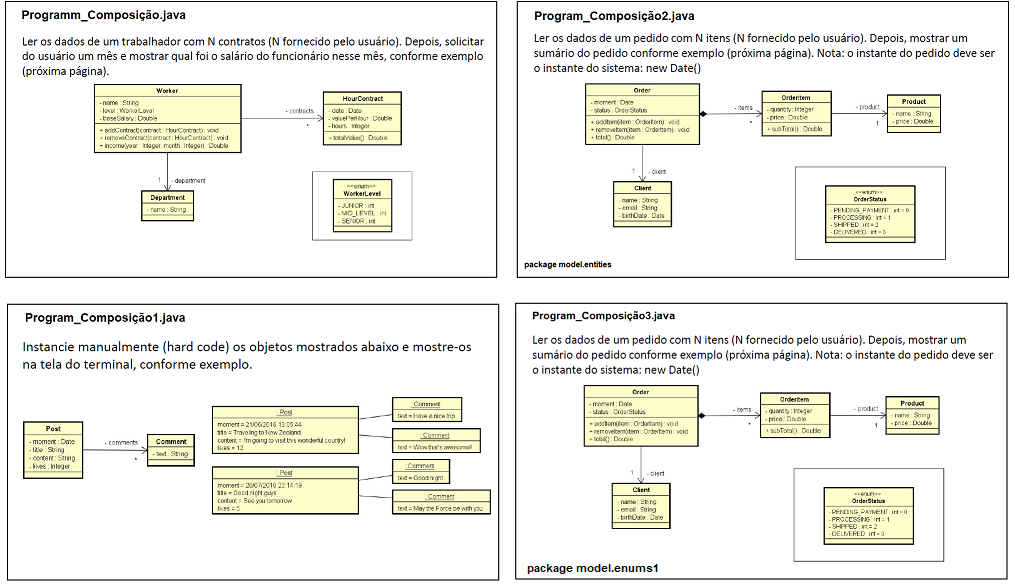 Programm_Composição.java
Ler os dados de um trabalhador com N contratos (N fornecido pelo usuário). Depois, solicitar
do usuário um mês e mostrar qual foi o salário do funcionário nesse mês, conforme exemplo
(próxima página).
Worker
- name : String
- level : WorkerLevel
- baseSalary : Double
+ addContract(contract : HourContract) : void
+ removeContract(contract : HourContract) : void
+ income(year : Integer, month : Integer) : Double
- contracts
*
HourContract
- date : Date
- valuePerHour : Double
- hours : Integer
+ totalValue() : Double
1
- department
Department
- name : String
<<enum>>
WorkerLevel
- JUNIOR : int
- MID_LEVEL : int
- SENIOR : int
Program_Composição2.java
Ler os dados de um pedido com N itens (N fornecido pelo usuário). Depois, mostrar um
sumário do pedido conforme exemplo (próxima página). Nota: o instante do pedido deve ser
o instante do sistema: new Date()
Order
- moment : Date
- status : OrderStatus
+ addItem(item : OrderItem) : void
+ removeItem(item : OrderItem) : void
+ total() : Double
- items
*
OrderItem
- quantity : Integer
- price : Double
+ subTotal() : Double
- product
1
Product
- name : String
- price : Double
1
- client
Client
- name : String
- email : String
- birthDate : Date
<<enum>>
OrderStatus
- PENDING_PAYMENT : int = 0
- PROCESSING : int = 1
- SHIPPED : int = 2
- DELIVERED : int = 3
package model.entities
Program_Composição1.java
Instancie manualmente (hard code) os objetos mostrados abaixo e mostre-os
na tela do terminal, conforme exemplo.
Post
- moment : Date
- title : String
- content : String
- likes : Integer
- comments
*
Comment
- text : String
: Post
moment = 21/06/2018 13:05:44
title = Traveling to New Zealand
content = I'm going to visit this wonderful country!
likes = 12
: Comment
text = Have a nice trip
: Comment
text = Wow that's awesome!
: Post
moment = 28/07/2018 23:14:19
title = Good night guys
content = See you tomorrow
likes = 5
: Comment
text = Good night
: Comment
text = May the Force be with you
Program_Composição3.java
Ler os dados de um pedido com N itens (N fornecido pelo usuário). Depois, mostrar um
sumário do pedido conforme exemplo (próxima página). Nota: o instante do pedido deve ser
o instante do sistema: new Date()
Order
- moment : Date
- status : OrderStatus
+ addItem(item : OrderItem) : void
+ removeItem(item : OrderItem) : void
+ total() : Double
- items
*
OrderItem
- quantity : Integer
- price : Double
+ subTotal() : Double
- product
1
Product
- name : String
- price : Double
1
- client
Client
- name : String
- email : String
- birthDate : Date
<<enum>>
OrderStatus
- PENDING_PAYMENT : int = 0
- PROCESSING : int = 1
- SHIPPED : int = 2
- DELIVERED : int = 3
package model.enums1